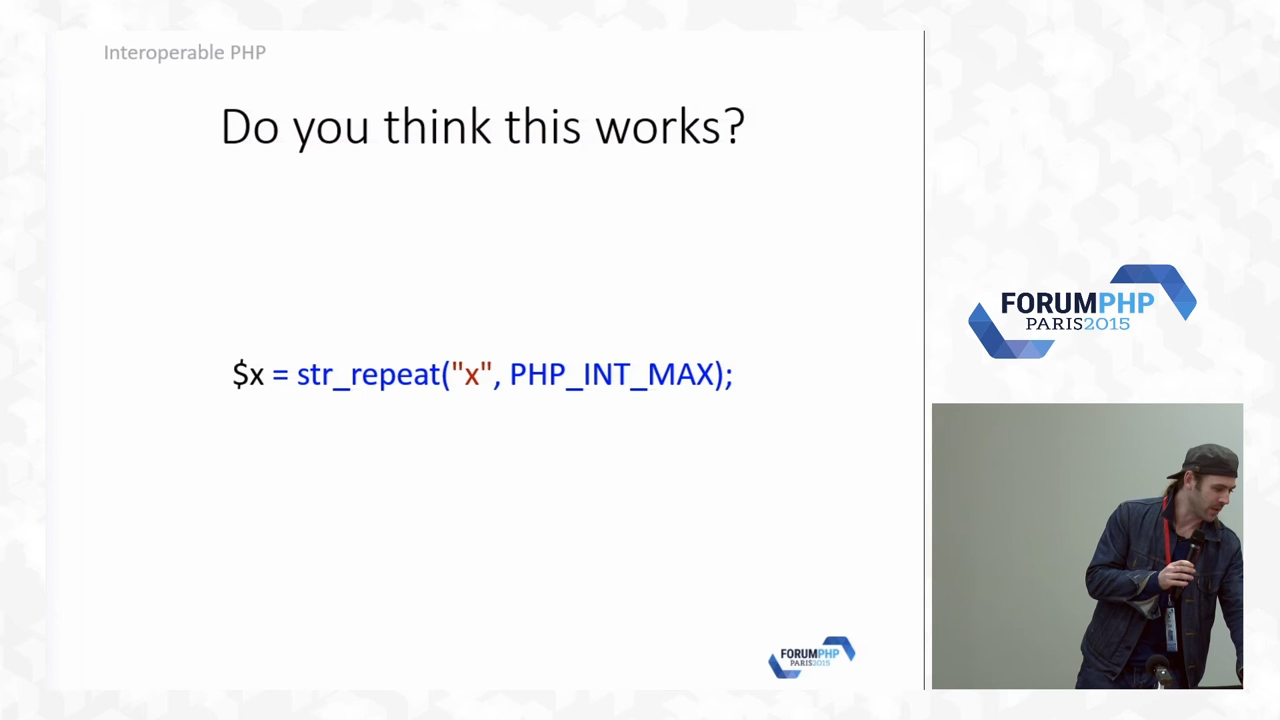 Interoperable PHP
Do you think this works?
$x = str_repeat("x", PHP_INT_MAX);
FORUMPHP
PARIS2015
FORUMPHP
PARIS2015